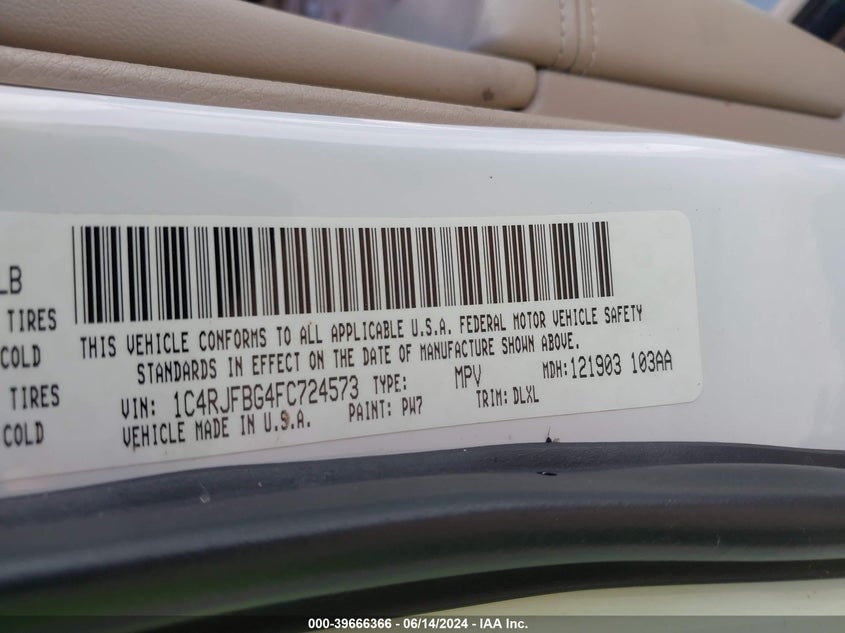 LB
TIRES
COLD
TIRES
COLD
THIS VEHICLE CONFORMS TO ALL APPLICABLE U.S.A. FEDERAL MOTOR VEHICLE SAFETY
STANDARDS IN EFFECT ON THE DATE OF MANUFACTURE SHOWN ABOVE.
VIN: 1C4RJFBG4FC724573 TYPE: MPV MDH: 121903 103AA
VEHICLE MADE IN U.S.A. PAINT: PW7 TRIM: DLXL
000-39666366 - 06/14/2024 - IAA Inc.